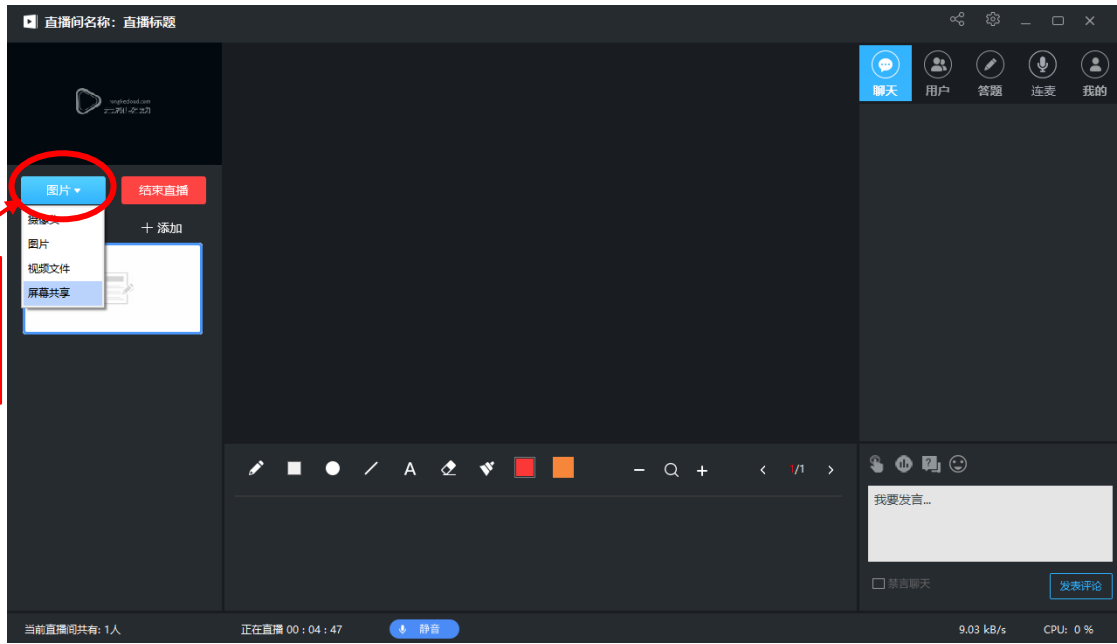 直播间名称：直播标题
聊天
用户
答题
连麦
我的
图片
结束直播
摄像头
+ 添加
图片
视频文件
屏幕共享
A
1/1
我要发言...
禁言聊天
发表评论
当前直播间共有: 1人
正在直播 00 : 04 : 47
静音
9.03 kB/s
CPU: 0 %